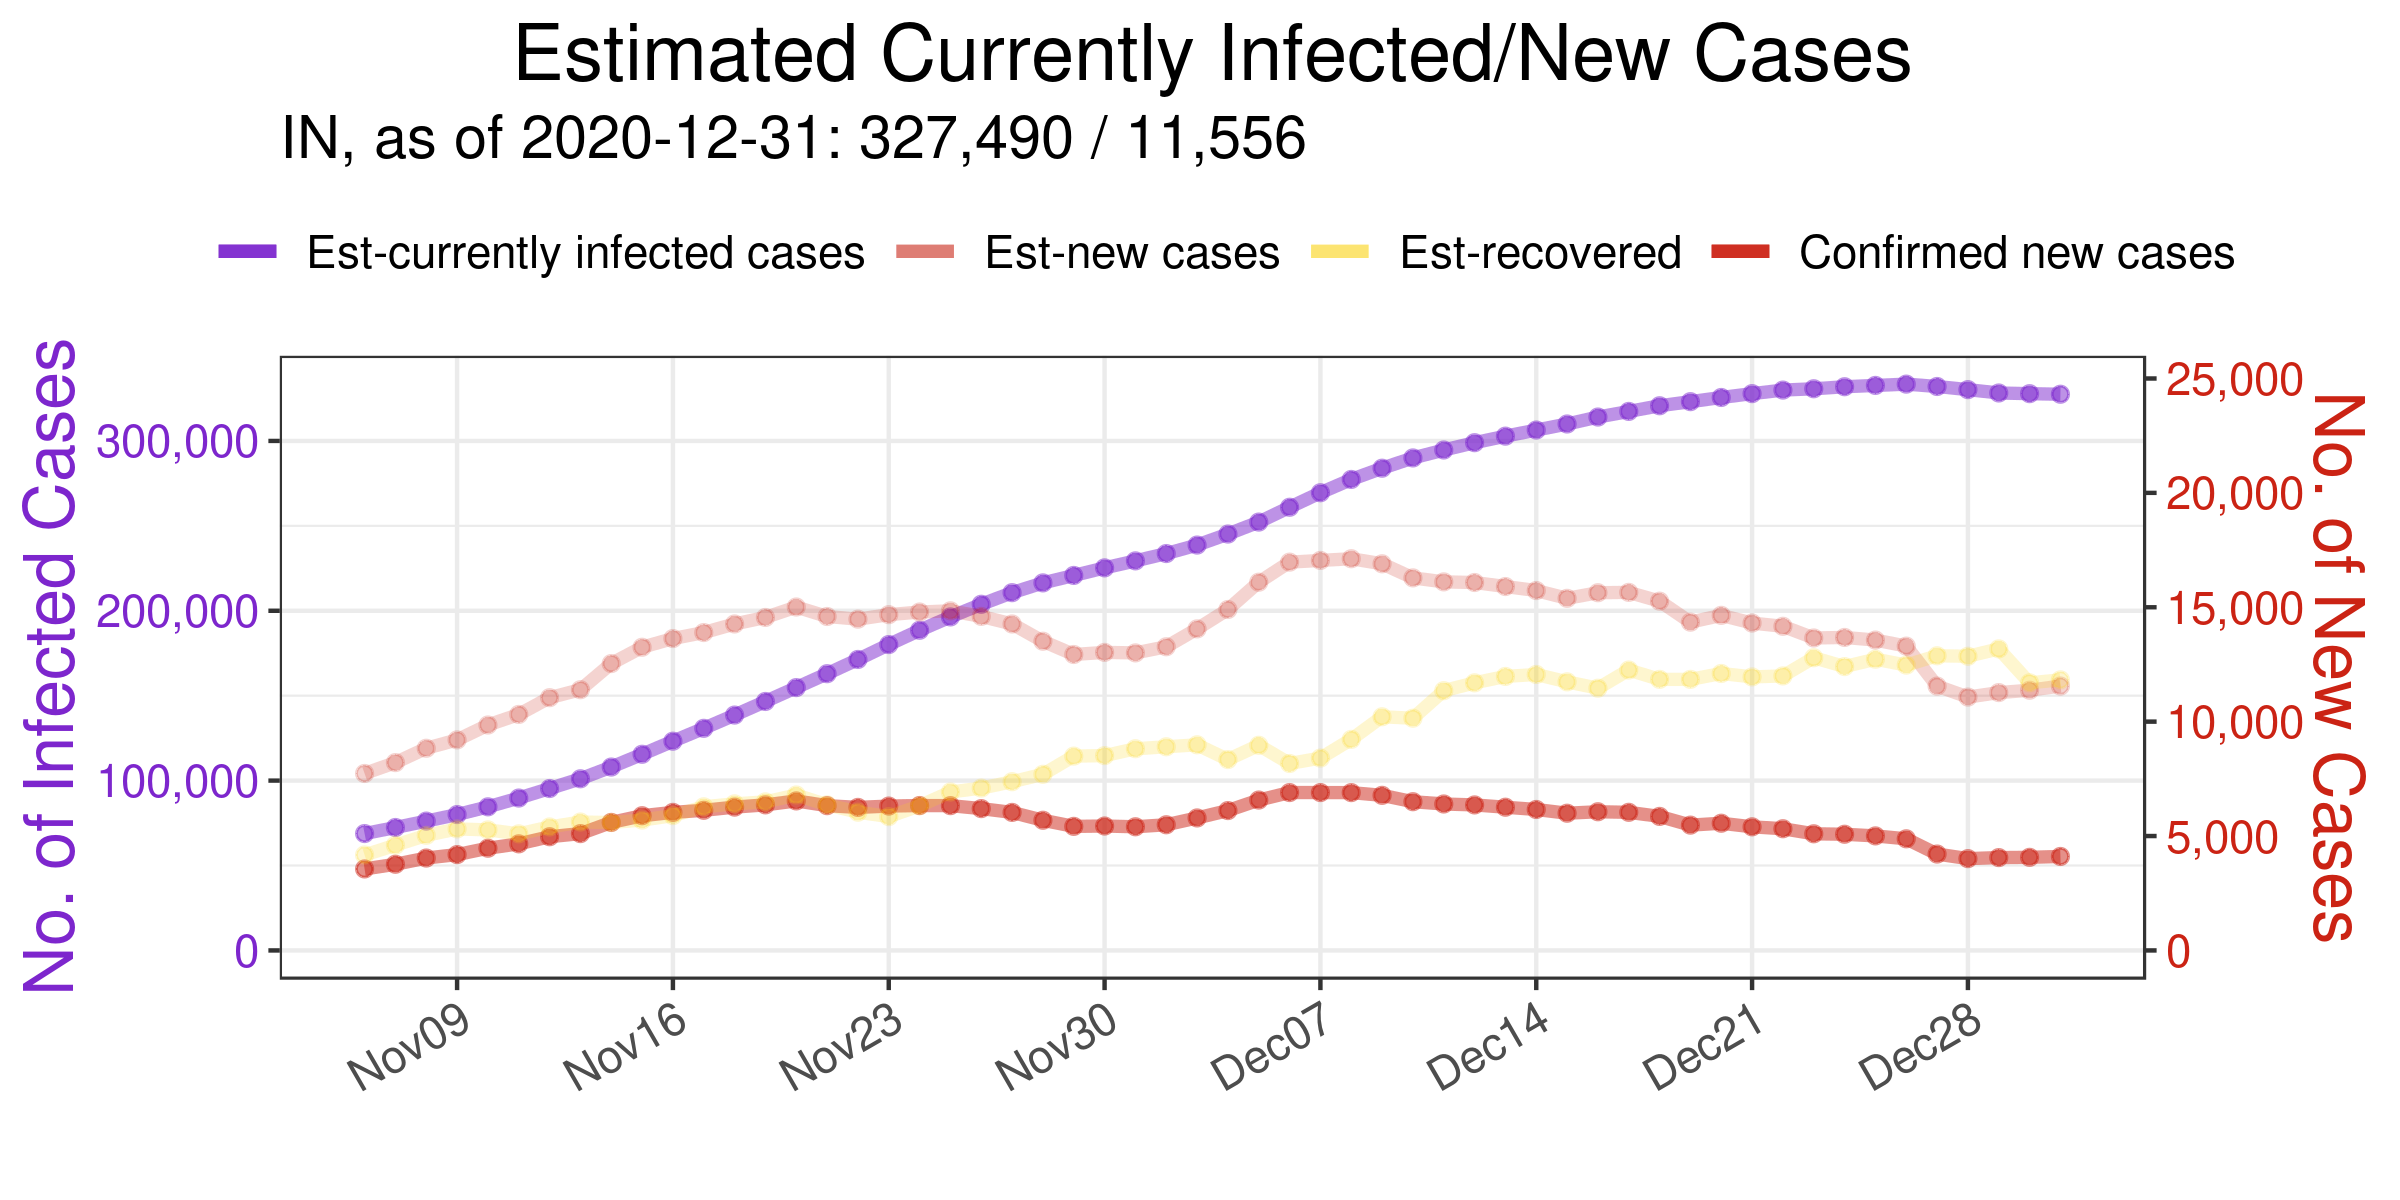 Estimated Currently Infected/New Cases
IN, as of 2020-12-31: 327,490 / 11,556
Est-currently infected cases Est-new cases Est-recovered Confirmed new cases
No. of Infected Cases
300,000
200,000
100,000
0
25,000
20,000
15,000
10,000
5,000
0
No. of New Cases
Nov09 Nov16 Nov23 Nov30 Dec07 Dec14 Dec21 Dec28